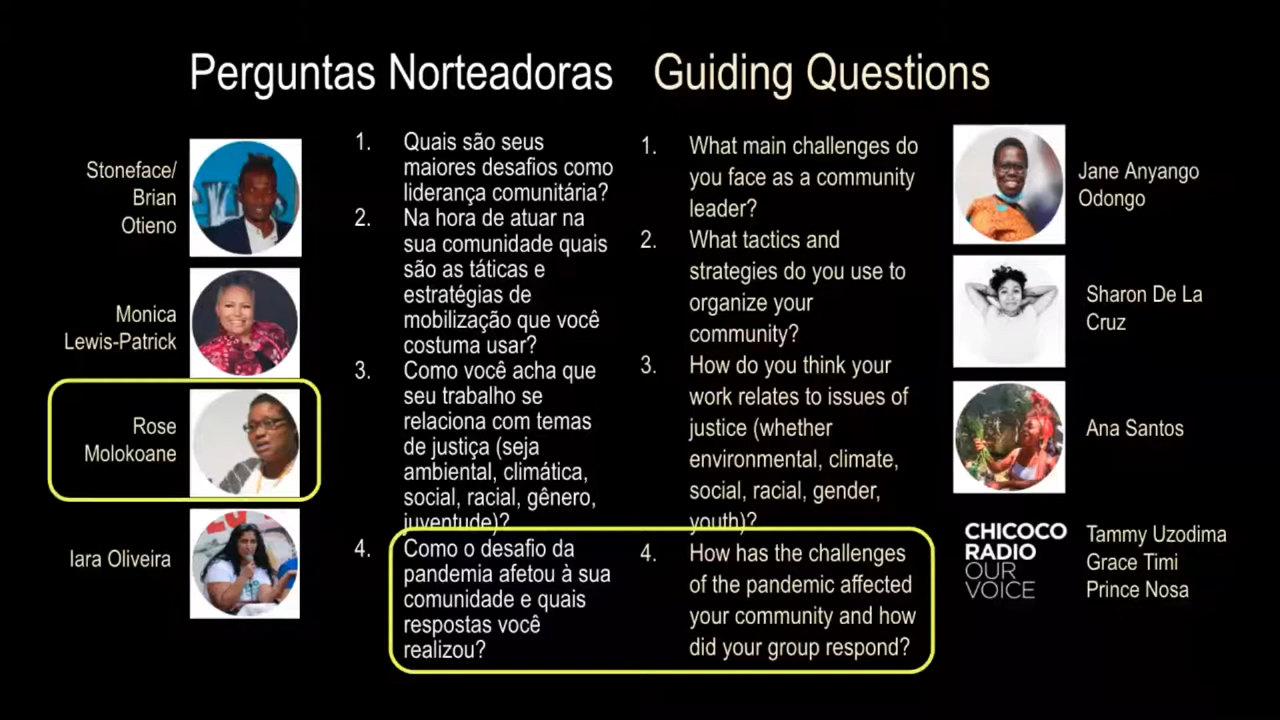 Perguntas Norteadoras
Guiding Questions
Stoneface/
Brian
Otieno
Monica
Lewis-Patrick
Rose
Molokoane
Iara Oliveira
1. Quais são seus
maiores desafios como
liderança comunitária?
2. Na hora de atuar na
sua comunidade quais
são as táticas e
estratégias de
mobilização que você
costuma usar?
3. Como você acha que
seu trabalho se
relaciona com temas
de justiça (seja
ambiental, climática,
social, racial, gênero,
juventude)?
4. Como o desafio da
pandemia afetou à sua
comunidade e quais
respostas você
realizou?
1. What main challenges do
you face as a community
leader?
2. What tactics and
strategies do you use to
organize your
community?
3. How do you think your
work relates to issues of
justice (whether
environmental, climate,
social, racial, gender,
youth)?
4. How has the challenges
of the pandemic affected
your community and how
did your group respond?
Jane Anyango
Odongo
Sharon De La
Cruz
Ana Santos
CHICOCO
RADIO
OUR
VOICE
Tammy Uzodima
Grace Timi
Prince Nosa